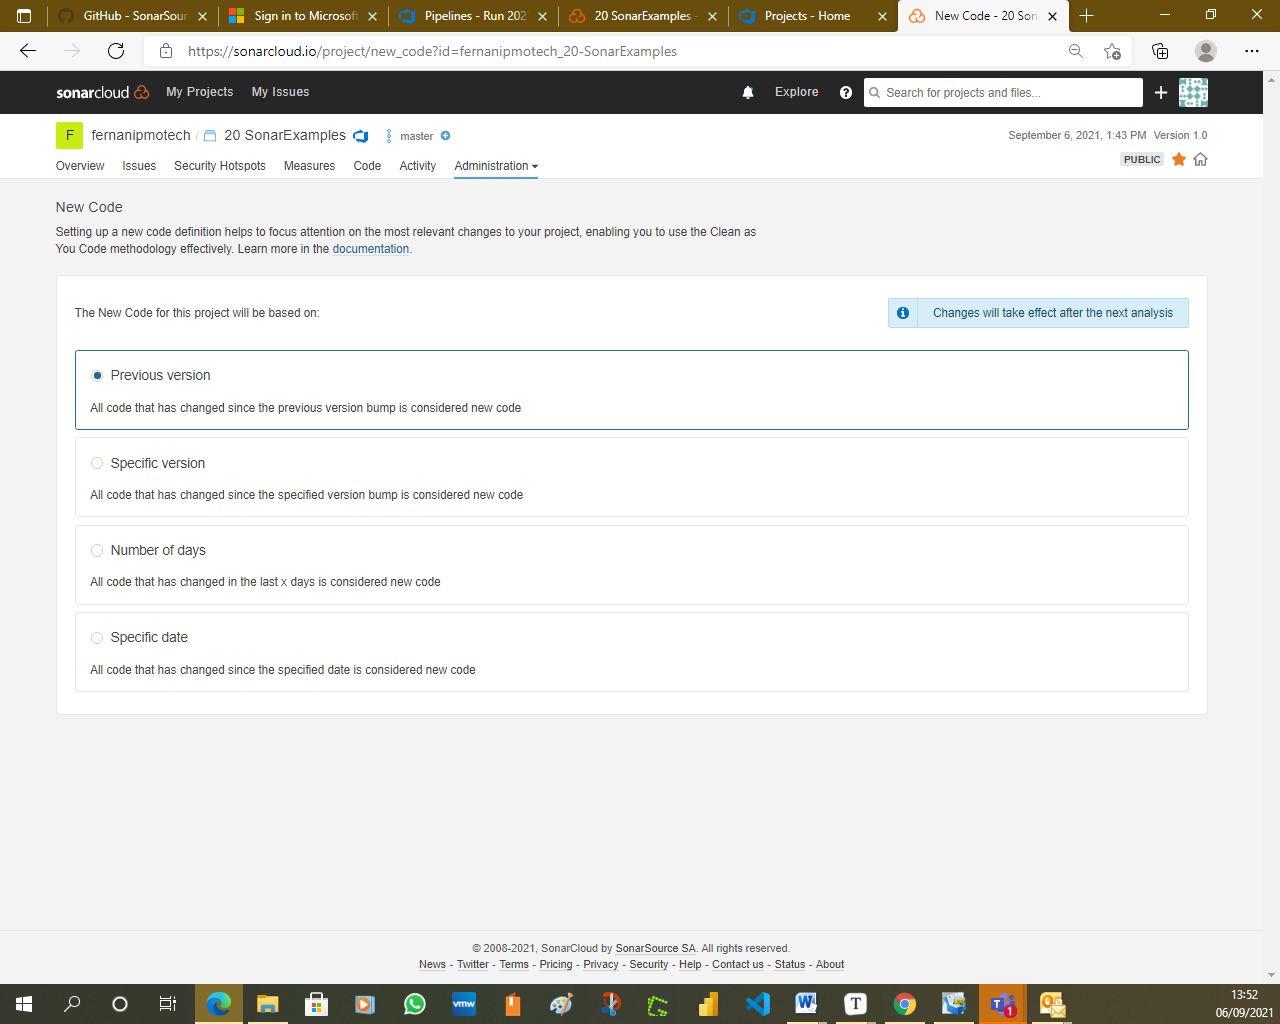 GitHub - SonarSour
Sign in to Microsoft
Pipelines - Run 202
20 SonarExamples -
Projects - Home
New Code - 20 Son
https://sonarcloud.io/project/new_code?id=fernanipmotech_20-SonarExamples
sonarcloud My Projects My Issues Explore Search for projects and files...
F fernanipmotech / 20 SonarExamples master September 6, 2021, 1:43 PM Version 1.0
Overview Issues Security Hotspots Measures Code Activity Administration PUBLIC
New Code
Setting up a new code definition helps to focus attention on the most relevant changes to your project, enabling you to use the Clean as
You Code methodology effectively. Learn more in the documentation.
The New Code for this project will be based on: Changes will take effect after the next analysis
Previous version
All code that has changed since the previous version bump is considered new code
Specific version
All code that has changed since the specified version bump is considered new code
Number of days
All code that has changed in the last x days is considered new code
Specific date
All code that has changed since the specified date is considered new code
© 2008-2021, SonarCloud by SonarSource SA. All rights reserved.
News - Twitter - Terms - Pricing - Privacy - Security - Help - Contact us - Status - About
vmw
W
T
1
13:52
06/09/2021